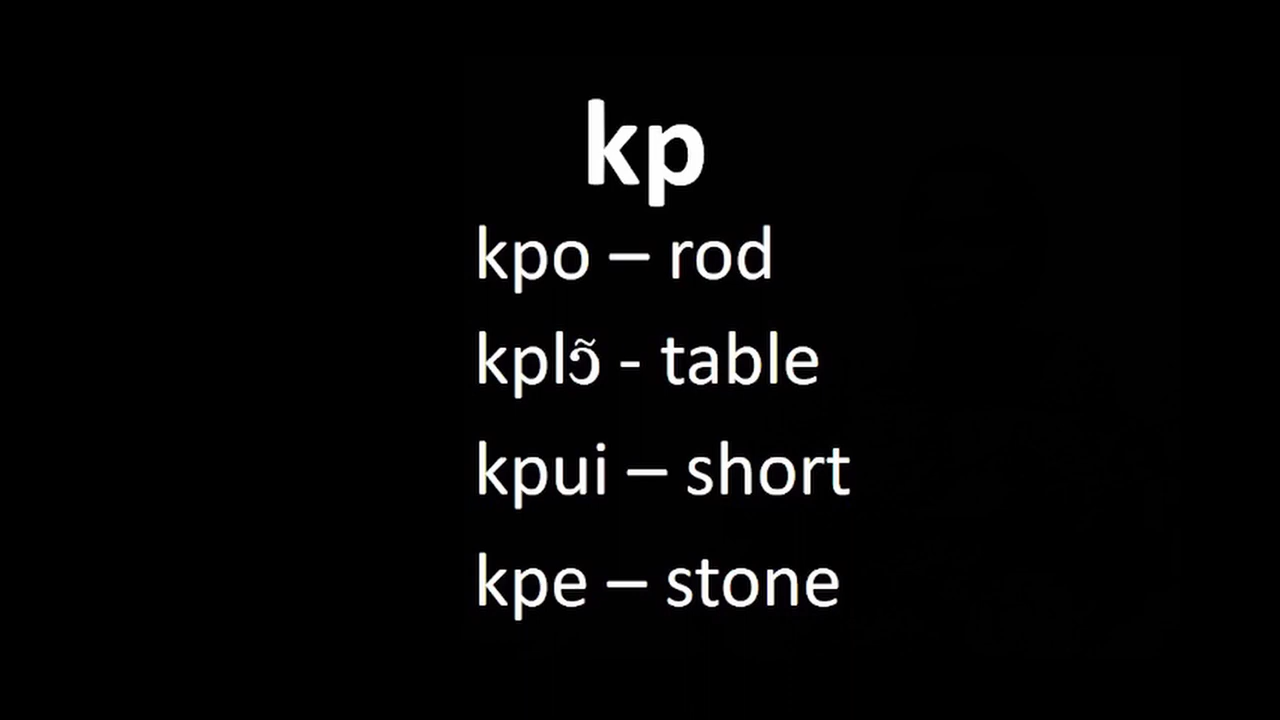 kp
kpo – rod
kplɔ̃ - table
kpui – short
kpe – stone